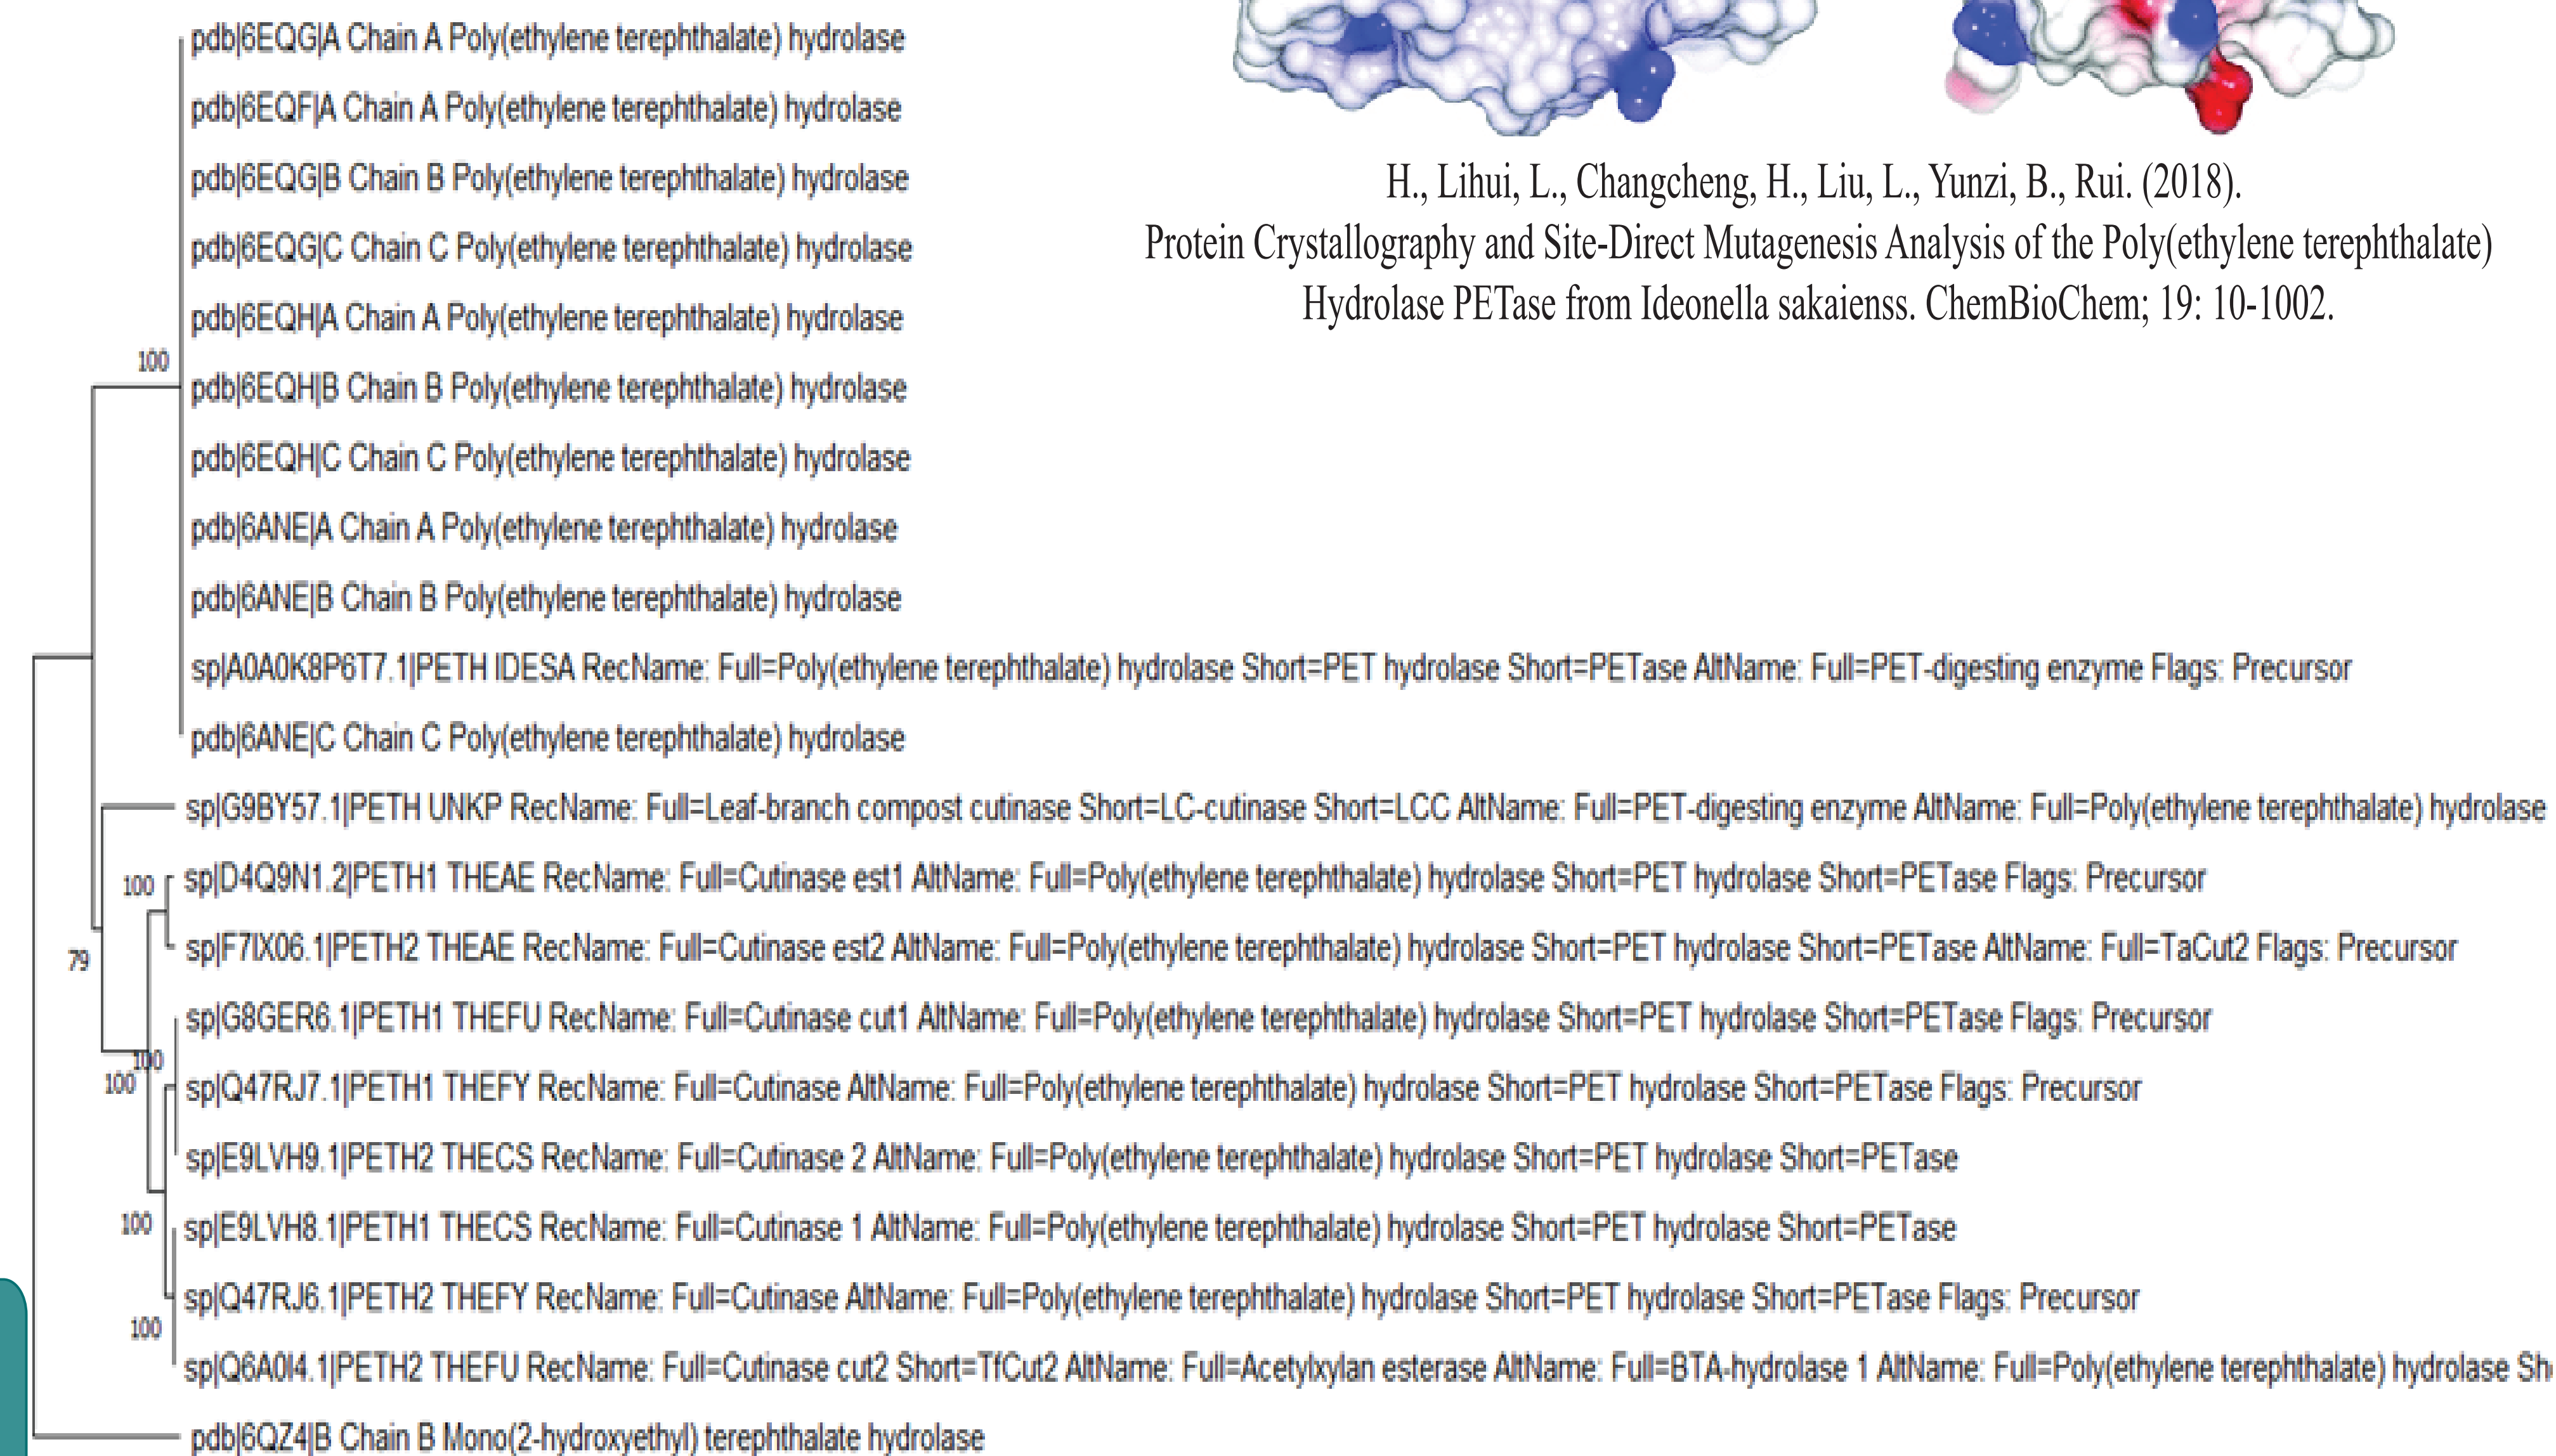 pdb|6EQG|A Chain A Poly(ethylene terephthalate) hydrolase
pdb|6EQF|A Chain A Poly(ethylene terephthalate) hydrolase
pdb|6EQG|B Chain B Poly(ethylene terephthalate) hydrolase
pdb|6EQG|C Chain C Poly(ethylene terephthalate) hydrolase
pdb|6EQH|A Chain A Poly(ethylene terephthalate) hydrolase
100
pdb|6EQH|B Chain B Poly(ethylene terephthalate) hydrolase
pdb|6EQH|C Chain C Poly(ethylene terephthalate) hydrolase
pdb|6ANE|A Chain A Poly(ethylene terephthalate) hydrolase
pdb|6ANE|B Chain B Poly(ethylene terephthalate) hydrolase
sp|A0A0K8P6T7.1|PETH IDESA RecName: Full=Poly(ethylene terephthalate) hydrolase Short=PET hydrolase Short=PETase AltName: Full=PET-digesting enzyme Flags: Precursor
pdb|6ANE|C Chain C Poly(ethylene terephthalate) hydrolase
sp|G9BY57.1|PETH UNKP RecName: Full=Leaf-branch compost cutinase Short=LC-cutinase Short=LCC AltName: Full=PET-digesting enzyme AltName: Full=Poly(ethylene terephthalate) hydrolase
100
sp|D4Q9N1.2|PETH1 THEAE RecName: Full=Cutinase est1 AltName: Full=Poly(ethylene terephthalate) hydrolase Short=PET hydrolase Short=PETase Flags: Precursor
sp|F7IX06.1|PETH2 THEAE RecName: Full=Cutinase est2 AltName: Full=Poly(ethylene terephthalate) hydrolase Short=PET hydrolase Short=PETase AltName: Full=TaCut2 Flags: Precursor
79
sp|G8GER6.1|PETH1 THEFU RecName: Full=Cutinase cut1 AltName: Full=Poly(ethylene terephthalate) hydrolase Short=PET hydrolase Short=PETase Flags: Precursor
100
100
sp|Q47RJ7.1|PETH1 THEFY RecName: Full=Cutinase AltName: Full=Poly(ethylene terephthalate) hydrolase Short=PET hydrolase Short=PETase Flags: Precursor
sp|E9LVH9.1|PETH2 THECS RecName: Full=Cutinase 2 AltName: Full=Poly(ethylene terephthalate) hydrolase Short=PET hydrolase Short=PETase
100
sp|E9LVH8.1|PETH1 THECS RecName: Full=Cutinase 1 AltName: Full=Poly(ethylene terephthalate) hydrolase Short=PET hydrolase Short=PETase
sp|Q47RJ6.1|PETH2 THEFY RecName: Full=Cutinase AltName: Full=Poly(ethylene terephthalate) hydrolase Short=PET hydrolase Short=PETase Flags: Precursor
100
sp|Q6A0I4.1|PETH2 THEFU RecName: Full=Cutinase cut2 Short=TfCut2 AltName: Full=Acetylxylan esterase AltName: Full=BTA-hydrolase 1 AltName: Full=Poly(ethylene terephthalate) hydrolase
pdb|6QZ4|B Chain B Mono(2-hydroxyethyl) terephthalate hydrolase
H., Lihui, L., Changcheng, H., Liu, L., Yunzi, B., Rui. (2018).
Protein Crystallography and Site-Direct Mutagenesis Analysis of the Poly(ethylene terephthalate)
Hydrolase PETase from Ideonella sakaienss. ChemBioChem; 19: 10-1002.